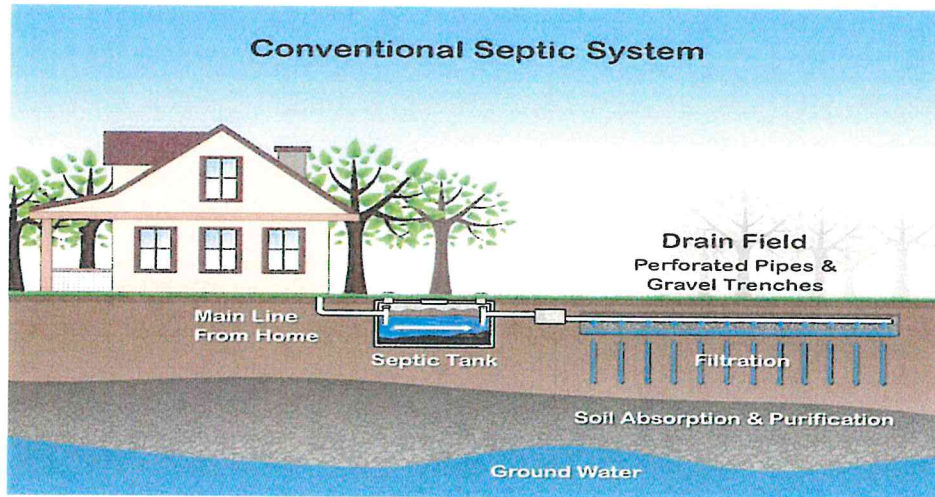 Conventional Septic System
Drain Field
Perforated Pipes &
Gravel Trenches
Main Line
From Home
Septic Tank
Filtration
Soil Absorption & Purification
Ground Water